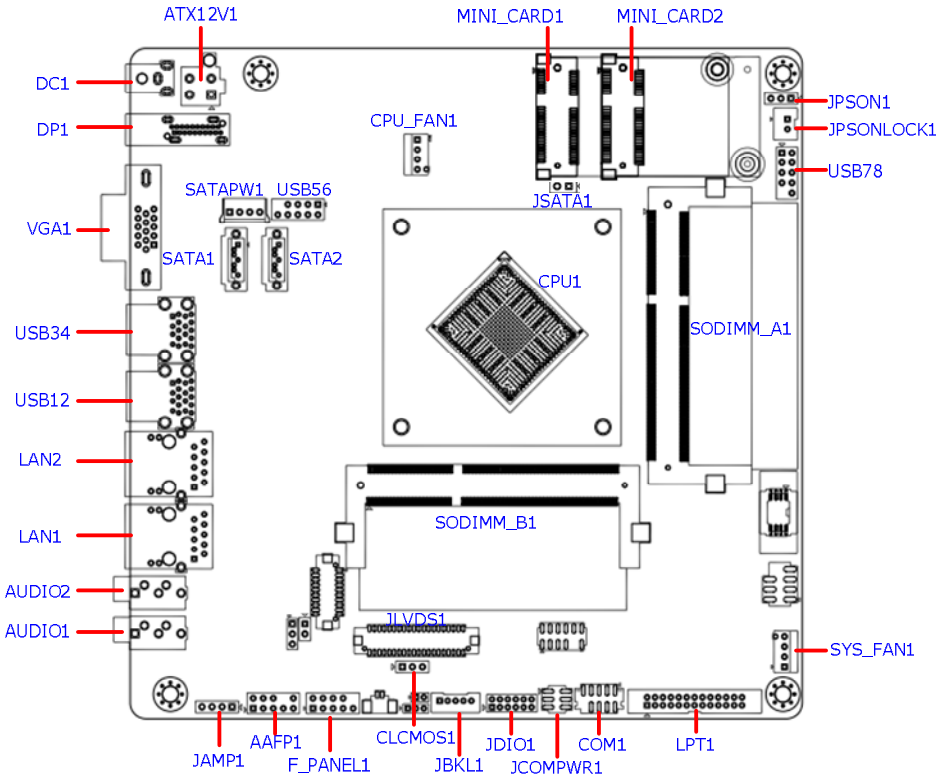 ATX12V1
MINI_CARD1
MINI_CARD2
DC1
JPSON1
DP1
CPU_FAN1
JPSONLOCK1
USB78
SATAPW1
USB56
JSATA1
VGA1
SATA1
SATA2
CPU1
SODIMM_A1
USB34
USB12
LAN2
SODIMM_B1
LAN1
AUDIO2
JLVDS1
AUDIO1
SYS_FAN1
CLCMOS1
AAFP1
JDIO1
COM1
LPT1
JAMP1
F_PANEL1
JBKL1
JCOMPWR1